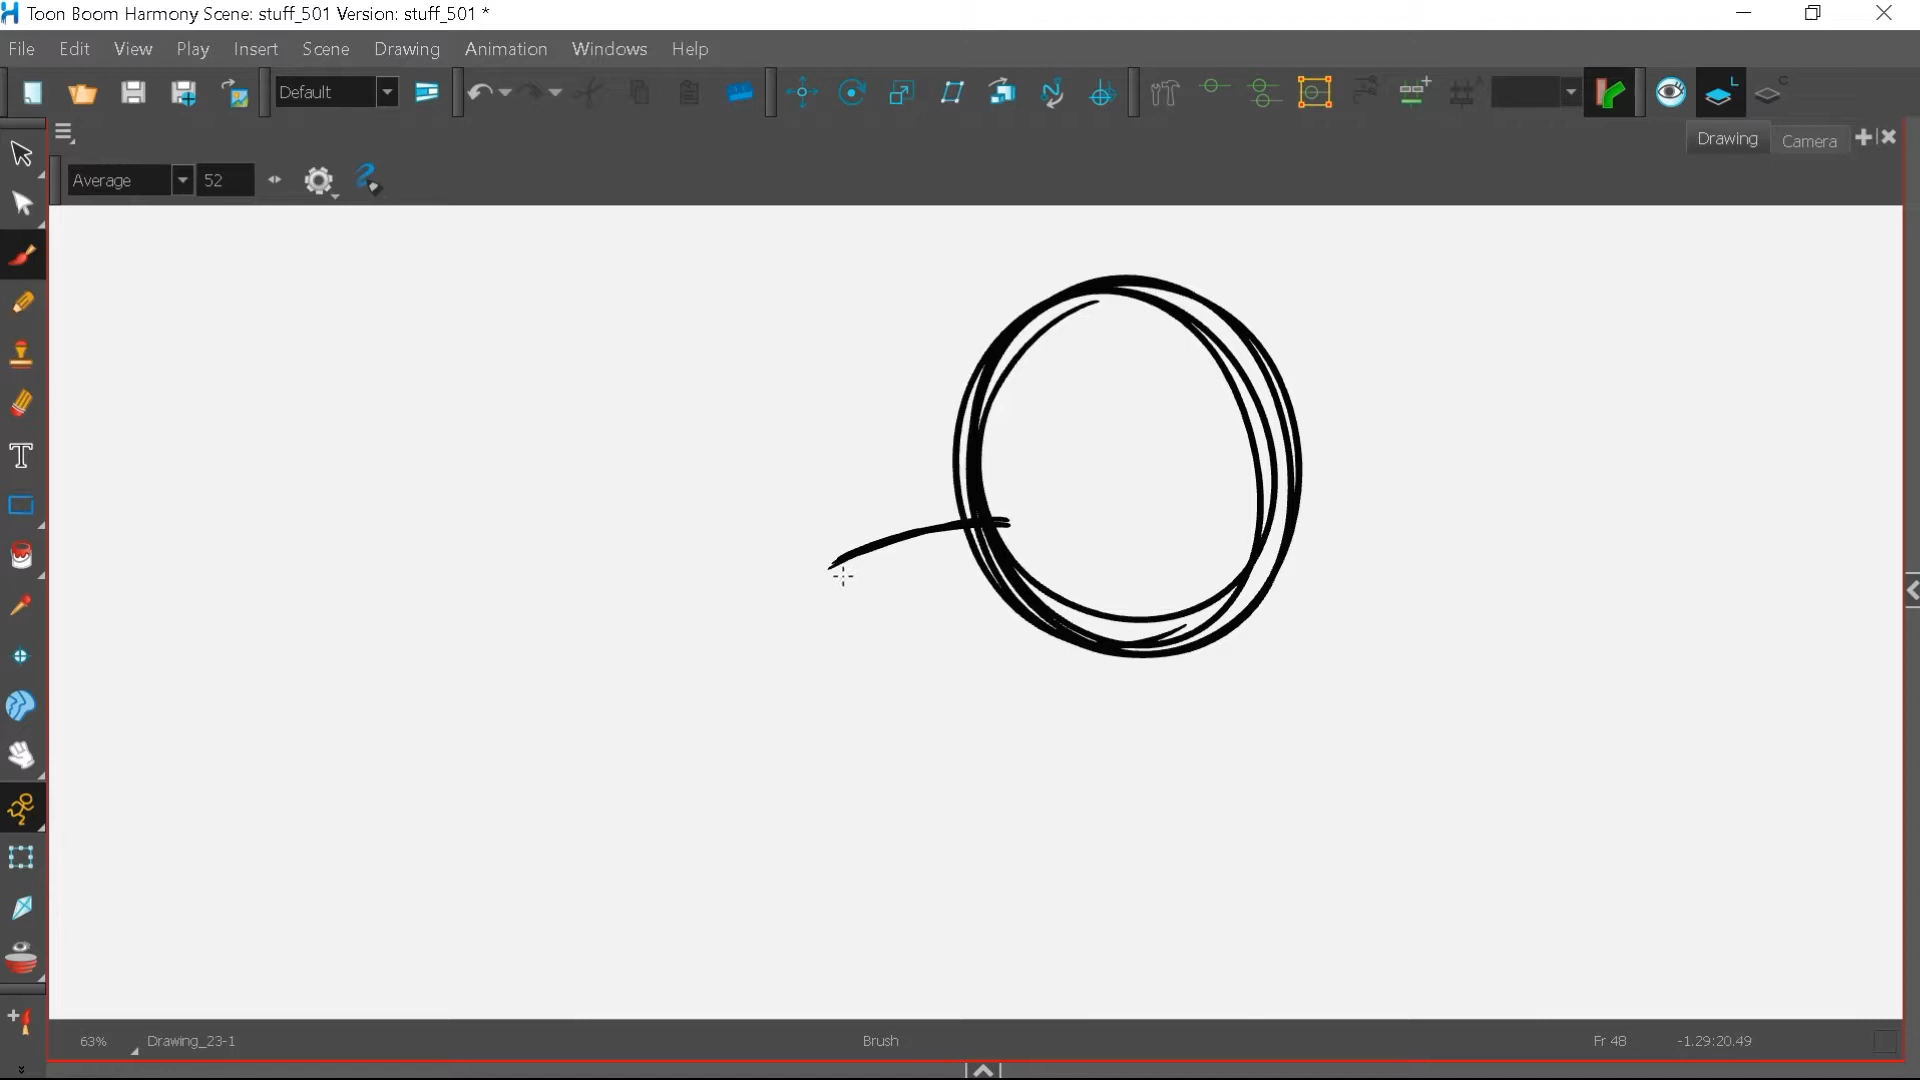 Toon Boom Harmony Scene: stuff_501 Version: stuff_501 *
File Edit View Play Insert Scene Drawing Animation Windows Help
Default
L
C
Drawing Camera
Average 52
63% Drawing_23-1 Brush Fr 48 -1.29:20.49